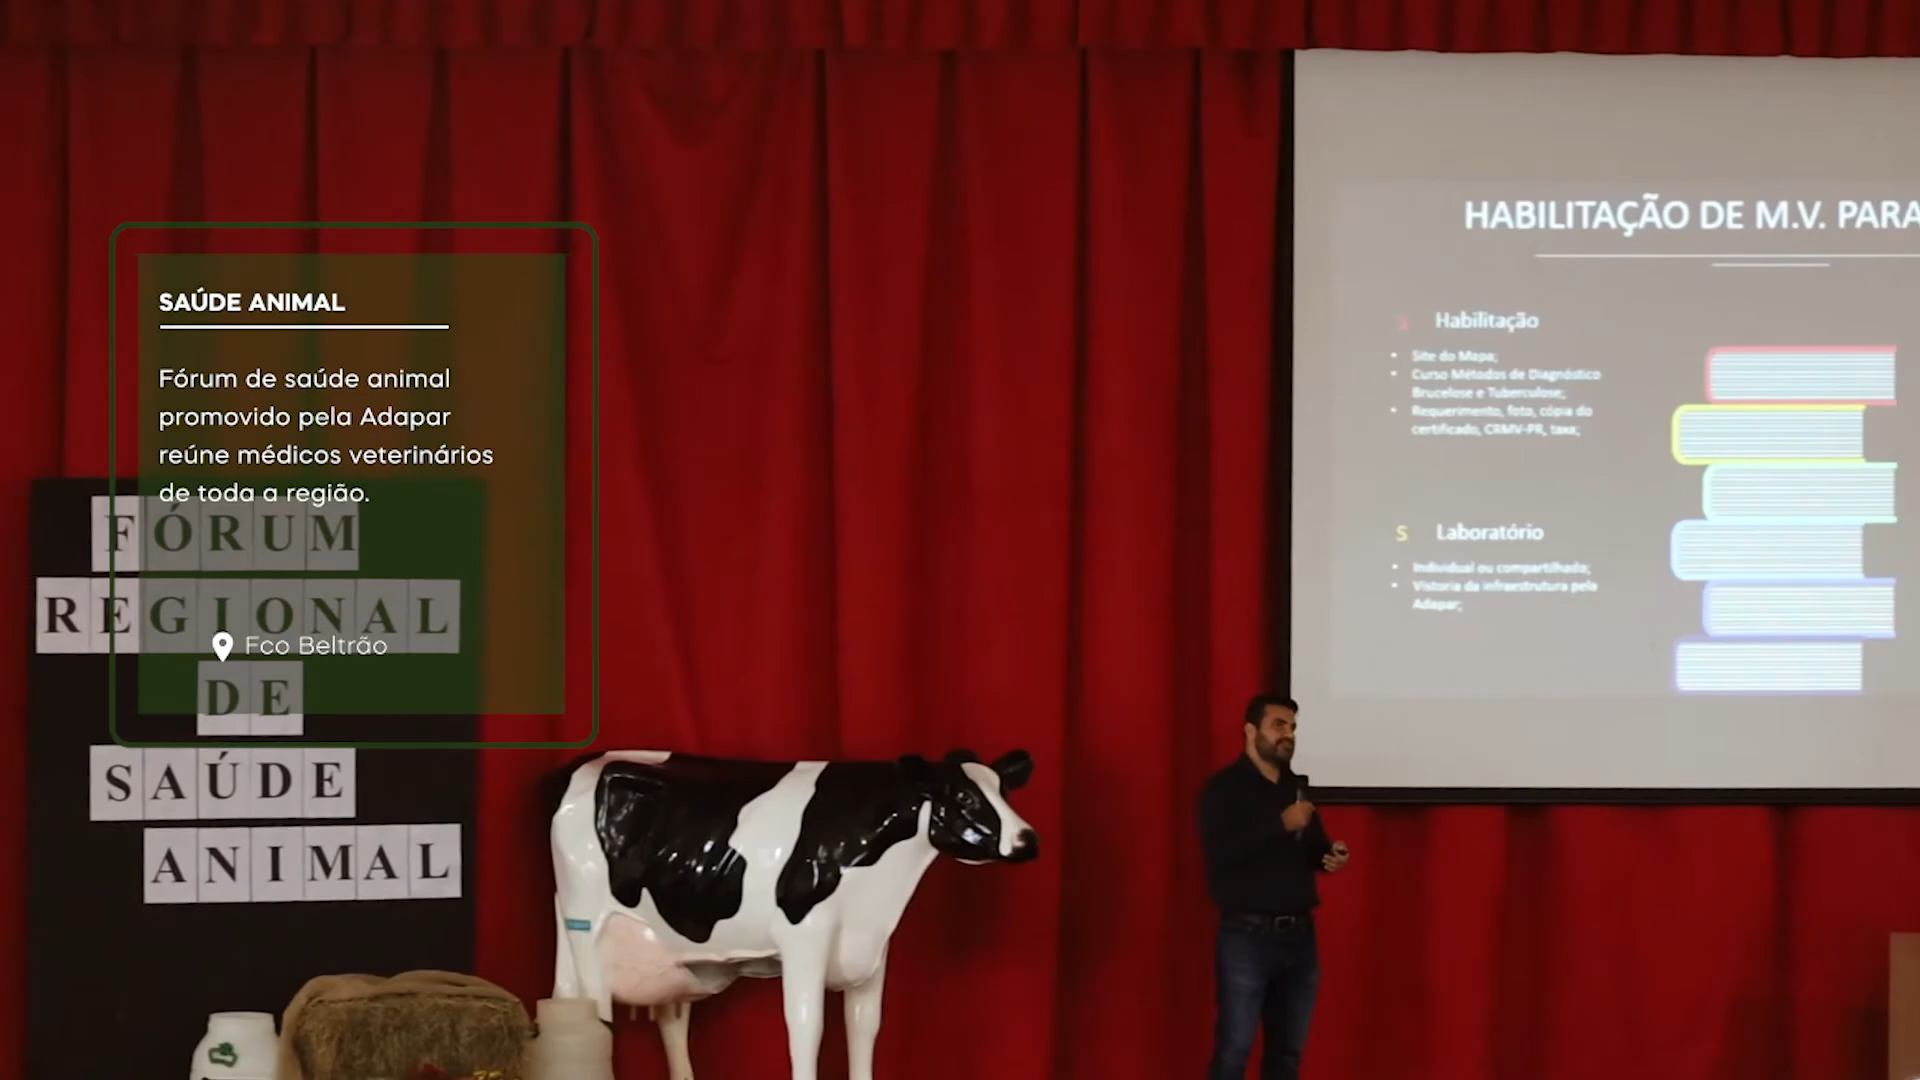 SAÚDE ANIMAL
Fórum de saúde animal
promovido pela Adapar
reúne médicos veterinários
de toda a região.
Fco Beltrão
FÓRUM
REGIONAL
DE
SAÚDE
ANIMAL
HABILITAÇÃO DE M.V. PARA
S Habilitação
• Site do Mapa;
• Curso Métodos de Diagnóstico
Brucelose e Tuberculose;
• Requerimento, foto, cópia do
certificado, CRMV-PR, taxa;
S Laboratório
• Individual ou compartilhado;
• Vistoria da infraestrutura pela
Adapar;